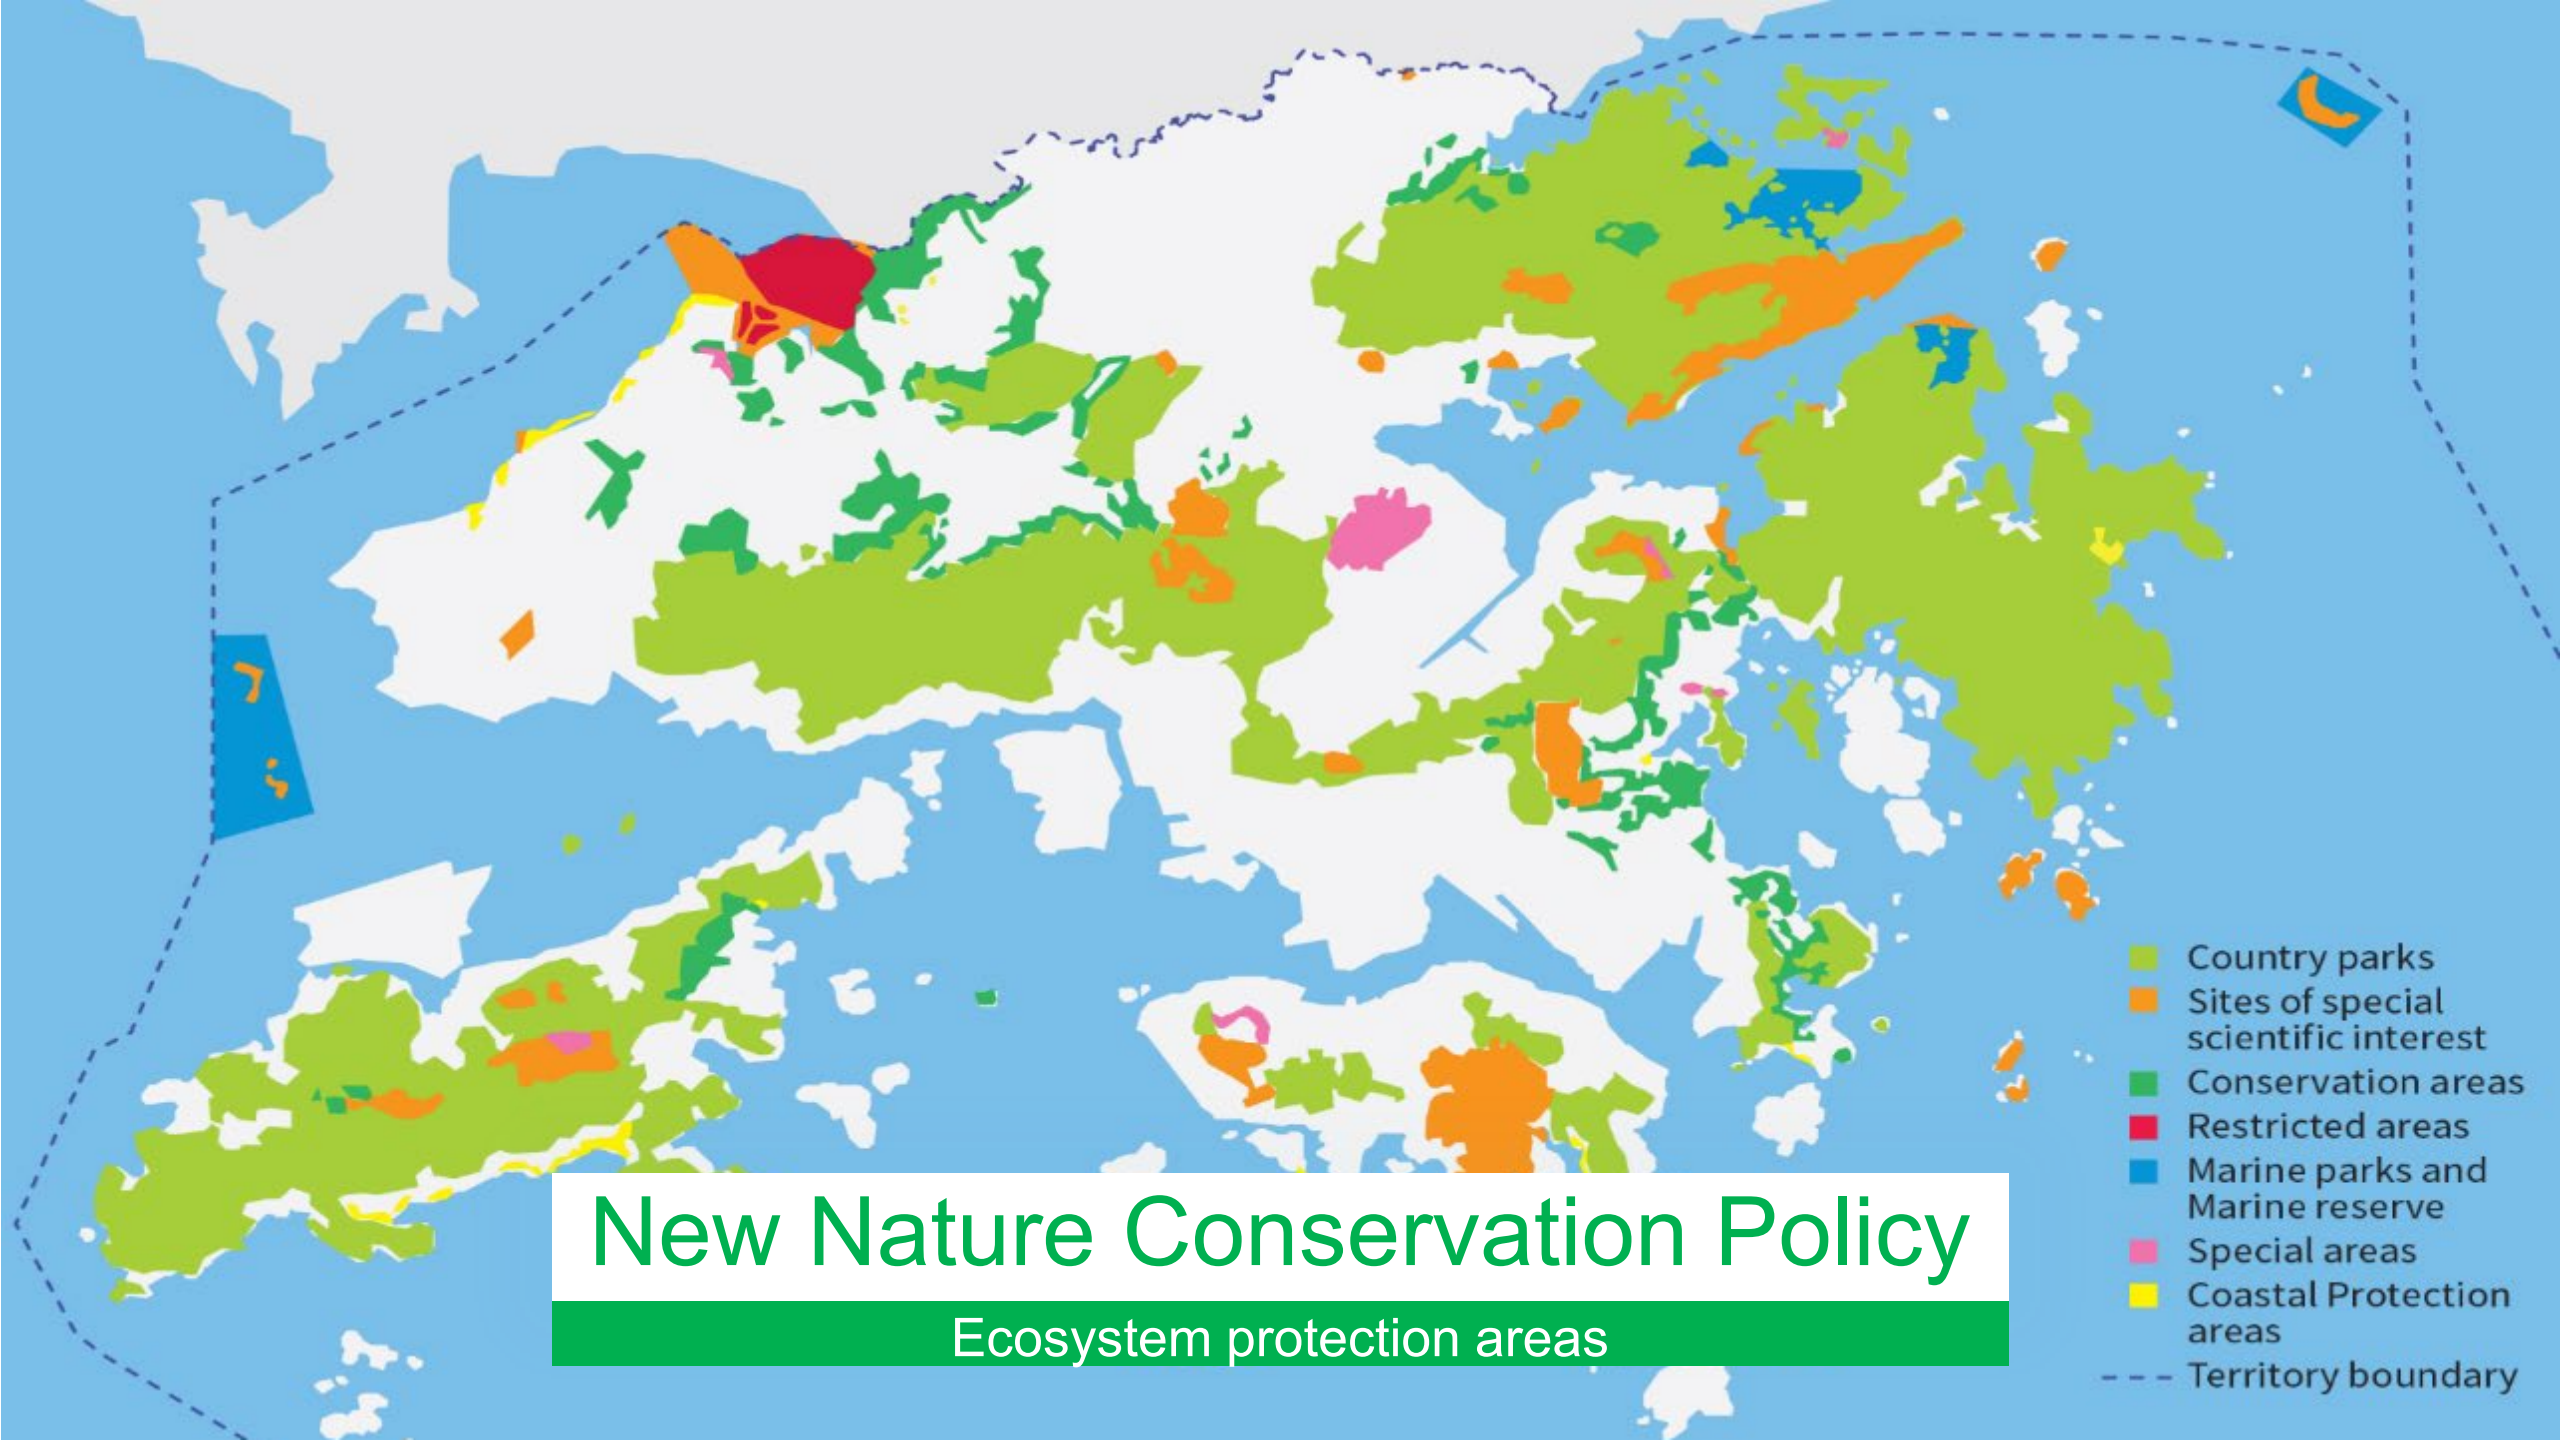 Country parks
Sites of special
scientific interest
Conservation areas
Restricted areas
Marine parks and
Marine reserve
Special areas
Coastal Protection
areas
Territory boundary
New Nature Conservation Policy
Ecosystem protection areas